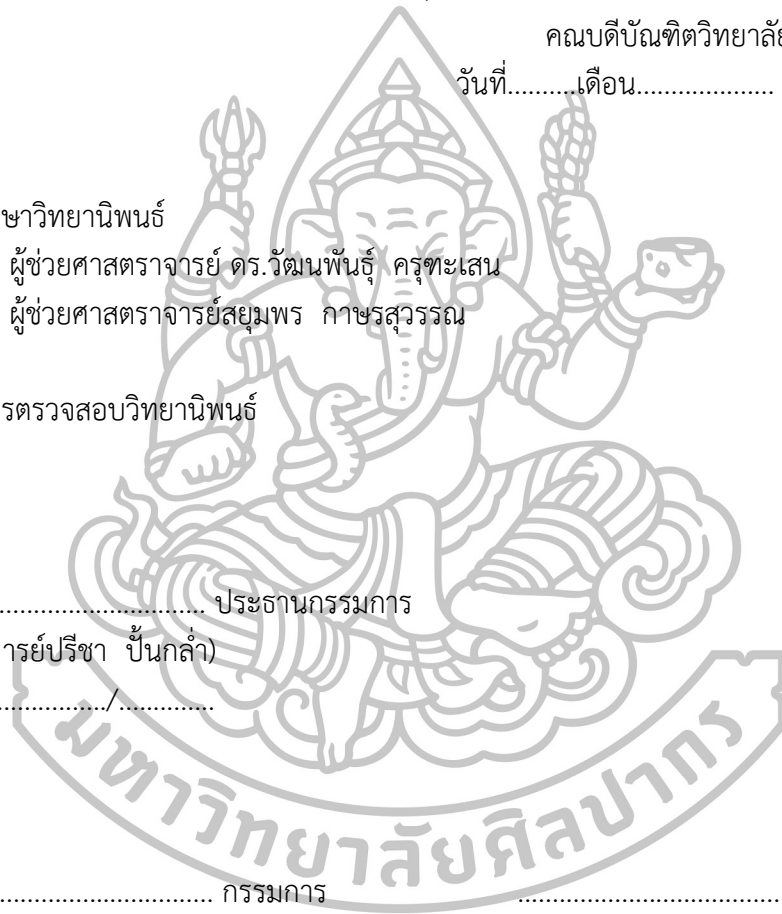 คณบดีบัณฑิตวิทยาลัย
วันที่..........เดือน....................
ษาวิทยานิพนธ์
ผู้ช่วยศาสตราจารย์ ดร.วัฒนพันธุ์ ครุฑะเสน
ผู้ช่วยศาสตราจารย์สยุมพร กาษรสุวรรณ
รตรวจสอบวิทยานิพนธ์
.............................. ประธานกรรมการ
ารย์ปรีชา ปั้นกล่ำ)
................/..............
มหาวิทยาลัยศิลปากร
............................... กรรมการ ......................................